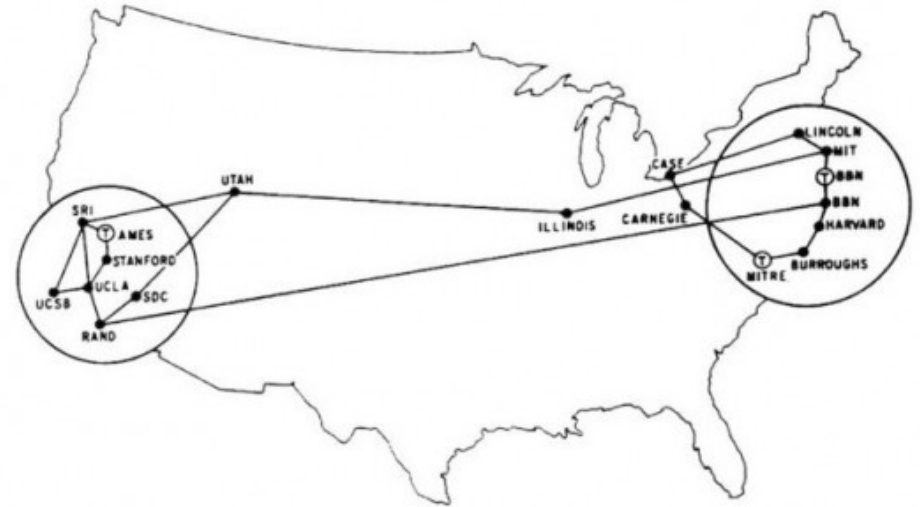 LINCOLN
MIT
CASE
T BBN
UTAH
BBN
SRI
ILLINOIS
CARNEGIE
HARVARD
T AMES
STANFORD
T
BURROUGHS
MITRE
UCLA
SDC
UCSB
RAND